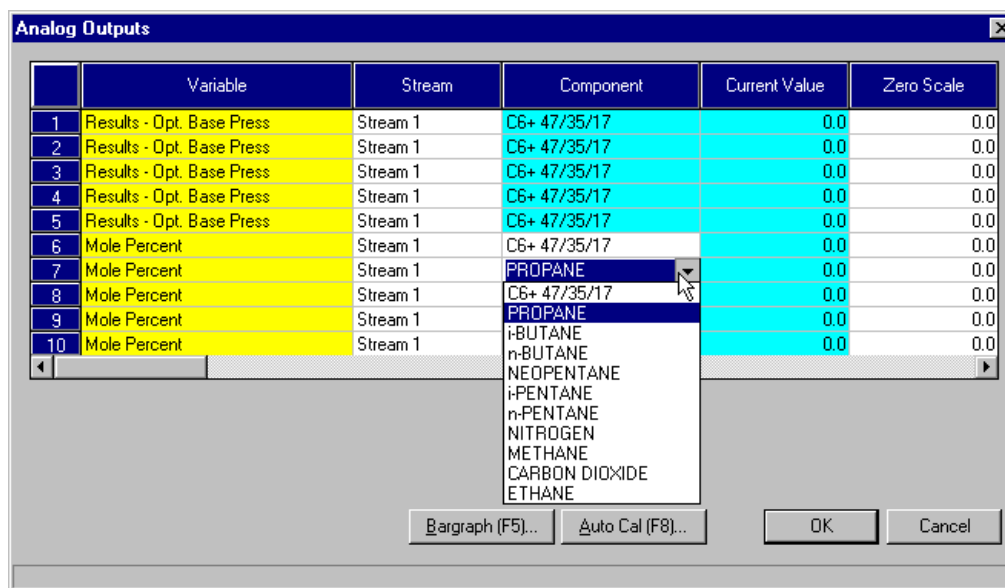 Analog Outputs
Variable Stream Component Current Value Zero Scale
1 Results - Opt. Base Press Stream 1 C6+ 47/35/17 0.0 0.0
2 Results - Opt. Base Press Stream 1 C6+ 47/35/17 0.0 0.0
3 Results - Opt. Base Press Stream 1 C6+ 47/35/17 0.0 0.0
4 Results - Opt. Base Press Stream 1 C6+ 47/35/17 0.0 0.0
5 Results - Opt. Base Press Stream 1 C6+ 47/35/17 0.0 0.0
6 Mole Percent Stream 1 C6+ 47/35/17 0.0 0.0
7 Mole Percent Stream 1 PROPANE 0.0 0.0
8 Mole Percent Stream 1 C6+ 47/35/17 0.0 0.0
9 Mole Percent Stream 1 PROPANE 0.0 0.0
10 Mole Percent Stream 1 i-BUTANE 0.0 0.0
n-BUTANE
NEOPENTANE
i-PENTANE
n-PENTANE
NITROGEN
METHANE
CARBON DIOXIDE
ETHANE
Bargraph (F5)... Auto Cal (F8)... OK Cancel